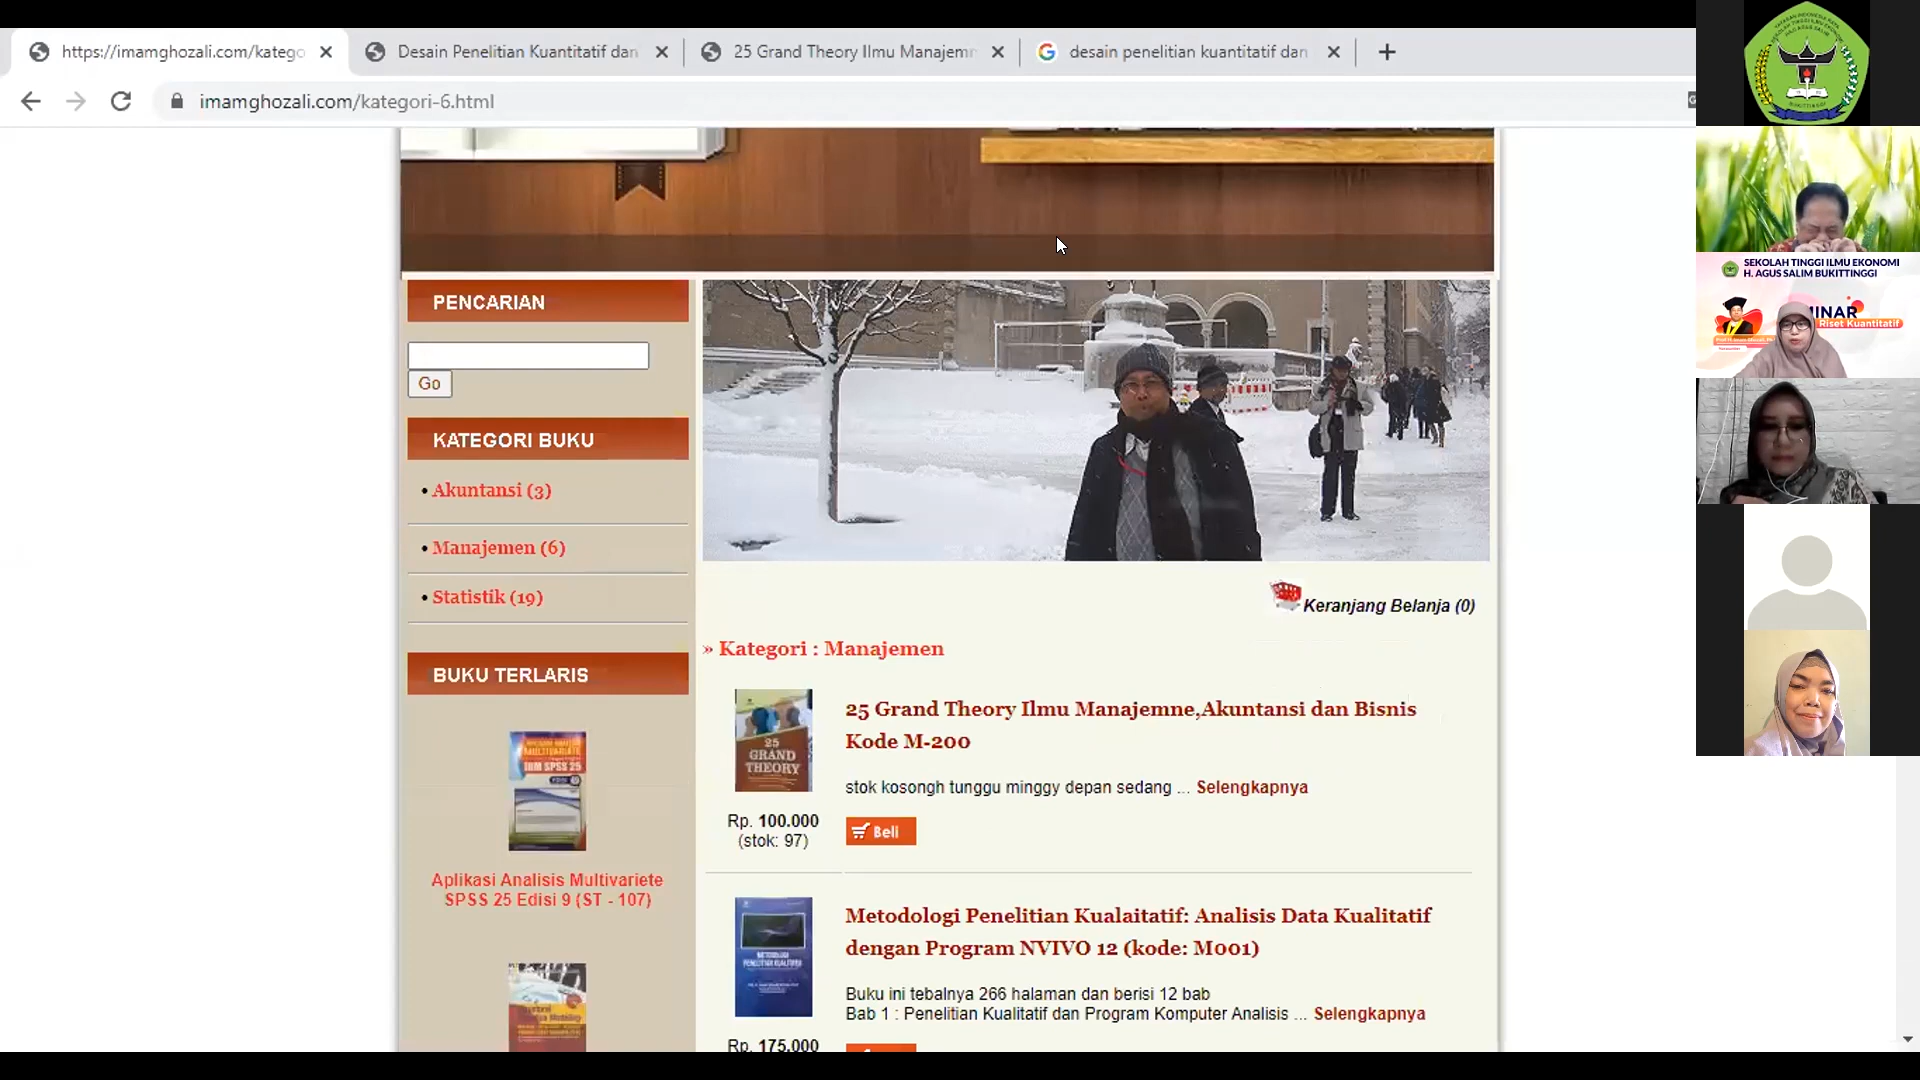 https://imamghozali.com/katego
Desain Penelitian Kuantitatif dan
25 Grand Theory Ilmu Manajemn
desain penelitian kuantitatif dan
imamghozali.com/kategori-6.html
PENCARIAN
Go
KATEGORI BUKU
• Akuntansi (3)
• Manajemen (6)
• Statistik (19)
BUKU TERLARIS
Aplikasi Analisis Multivariete
SPSS 25 Edisi 9 (ST - 107)
Keranjang Belanja (0)
» Kategori : Manajemen
25
GRAND
THEORY
25 Grand Theory Ilmu Manajemne,Akuntansi dan Bisnis
Kode M-200
stok kosongh tunggu minggy depan sedang ... Selengkapnya
Rp. 100.000
(stok: 97)
Beli
Metodologi Penelitian Kualaitatif: Analisis Data Kualitatif
dengan Program NVIVO 12 (kode: M001)
Buku ini tebalnya 266 halaman dan berisi 12 bab
Bab 1 : Penelitian Kualitatif dan Program Komputer Analisis ... Selengkapnya
Rp. 175.000
SEKOLAH TINGGI ILMU EKONOMI
H. AGUS SALIM BUKITTINGGI
INAR
Riset Kuantitatif